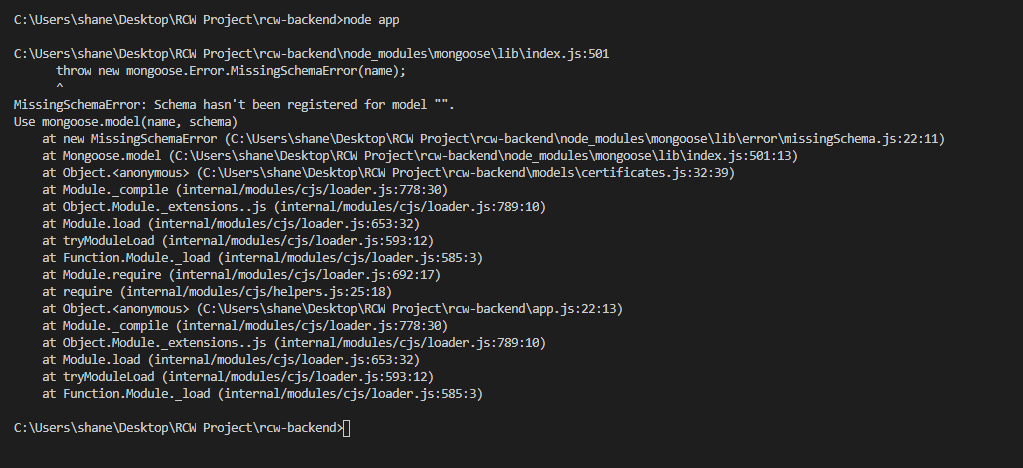 C:\Users\shane\Desktop\RCW Project\rcw-backend>node app
C:\Users\shane\Desktop\RCW Project\rcw-backend\node_modules\mongoose\lib\index.js:501
throw new mongoose.Error.MissingSchemaError(name);
^
MissingSchemaError: Schema hasn't been registered for model "".
Use mongoose.model(name, schema)
at new MissingSchemaError (C:\Users\shane\Desktop\RCW Project\rcw-backend\node_modules\mongoose\lib\error\missingSchema.js:22:11)
at Mongoose.model (C:\Users\shane\Desktop\RCW Project\rcw-backend\node_modules\mongoose\lib\index.js:501:13)
at Object.<anonymous> (C:\Users\shane\Desktop\RCW Project\rcw-backend\models\certificates.js:32:39)
at Module._compile (internal/modules/cjs/loader.js:778:30)
at Object.Module._extensions..js (internal/modules/cjs/loader.js:789:10)
at Module.load (internal/modules/cjs/loader.js:653:32)
at tryModuleLoad (internal/modules/cjs/loader.js:593:12)
at Function.Module._load (internal/modules/cjs/loader.js:585:3)
at Module.require (internal/modules/cjs/loader.js:692:17)
at require (internal/modules/cjs/helpers.js:25:18)
at Object.<anonymous> (C:\Users\shane\Desktop\RCW Project\rcw-backend\app.js:22:13)
at Module._compile (internal/modules/cjs/loader.js:778:30)
at Object.Module._extensions..js (internal/modules/cjs/loader.js:789:10)
at Module.load (internal/modules/cjs/loader.js:653:32)
at tryModuleLoad (internal/modules/cjs/loader.js:593:12)
at Function.Module._load (internal/modules/cjs/loader.js:585:3)
C:\Users\shane\Desktop\RCW Project\rcw-backend>